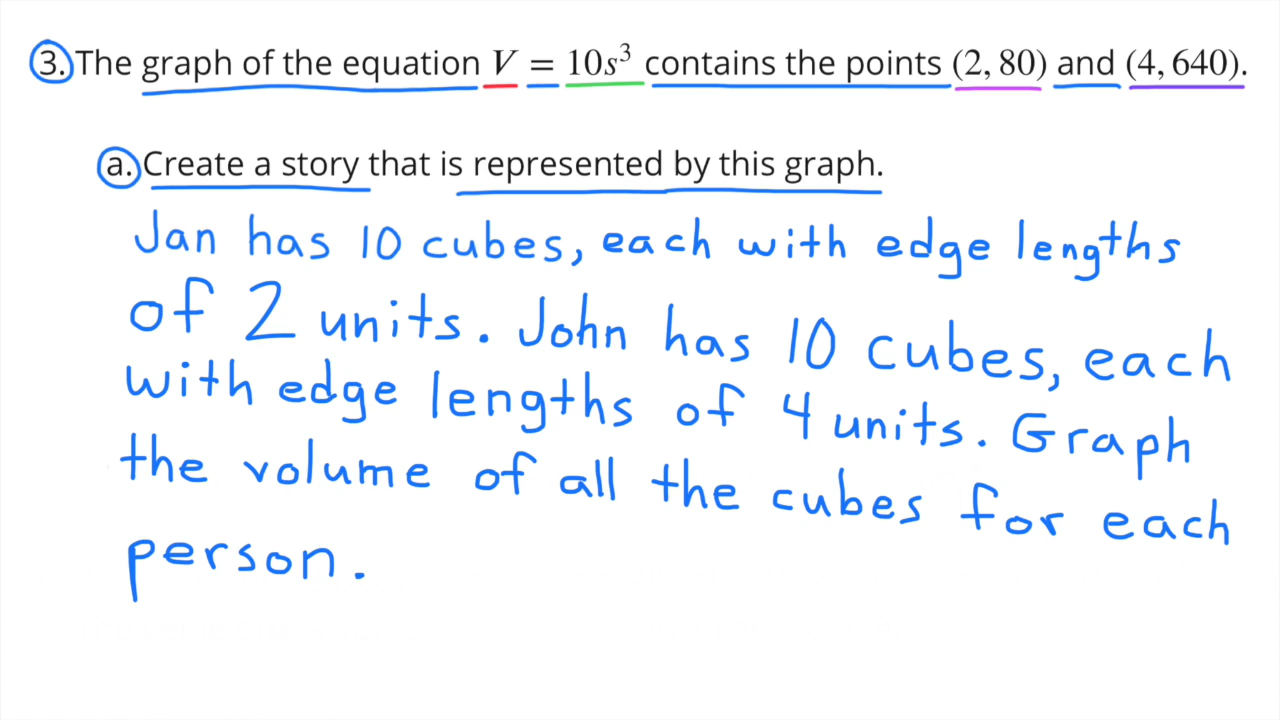 3. The graph of the equation V = 10s³ contains the points (2, 80) and (4, 640).
a. Create a story that is represented by this graph.
Jan has 10 cubes, each with edge lengths
of 2 units. John has 10 cubes, each
with edge lengths of 4 units. Graph
the volume of all the cubes for each
person.